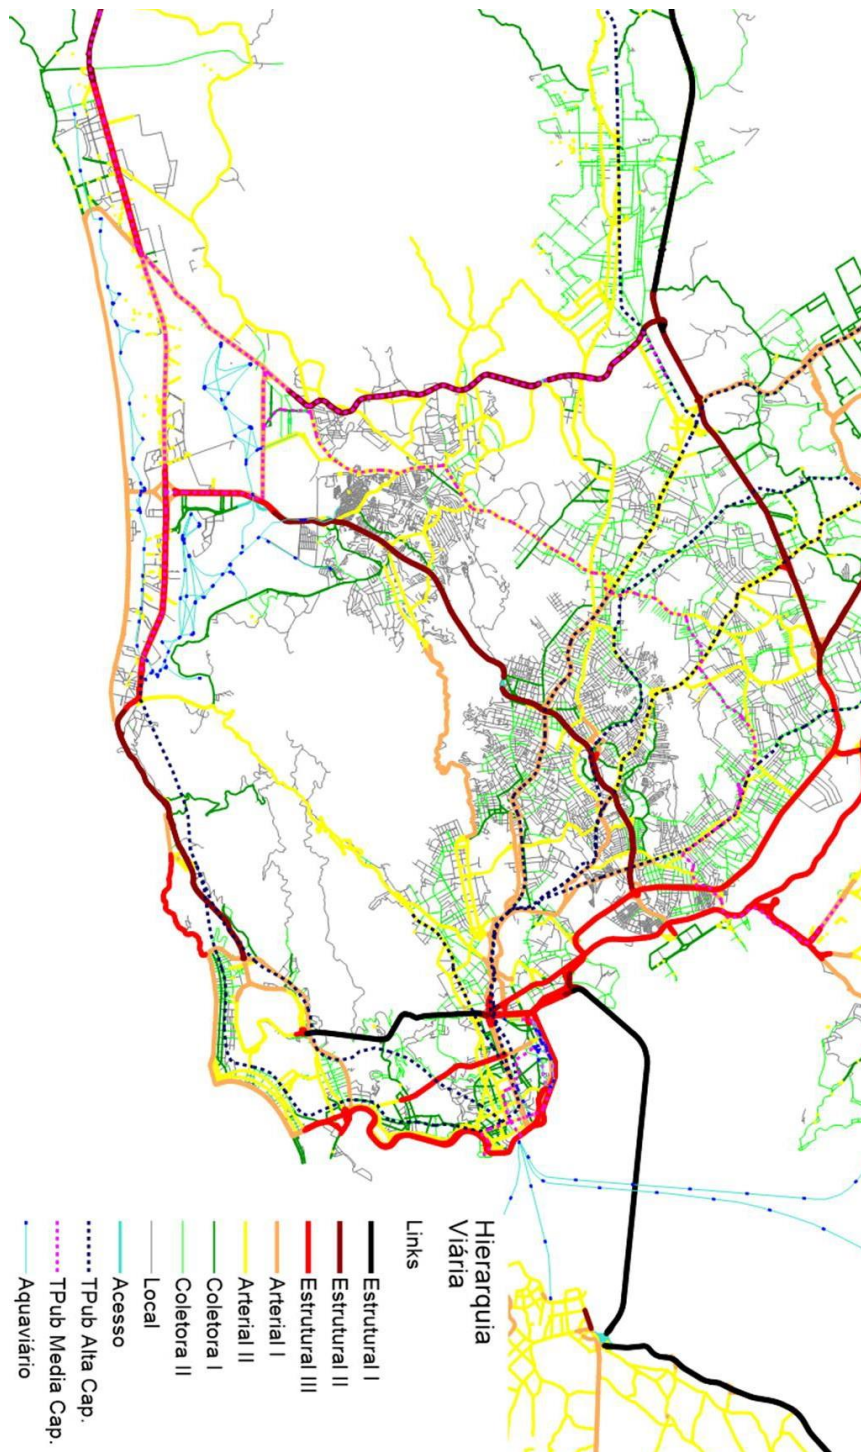 Hierarquia
Viária
Links
Estrutural I
Estrutural II
Estrutural III
Arterial I
Arterial II
Coletora I
Coletora II
Local
Acesso
TPub Alta Cap.
TPub Media Cap.
Aquaviário